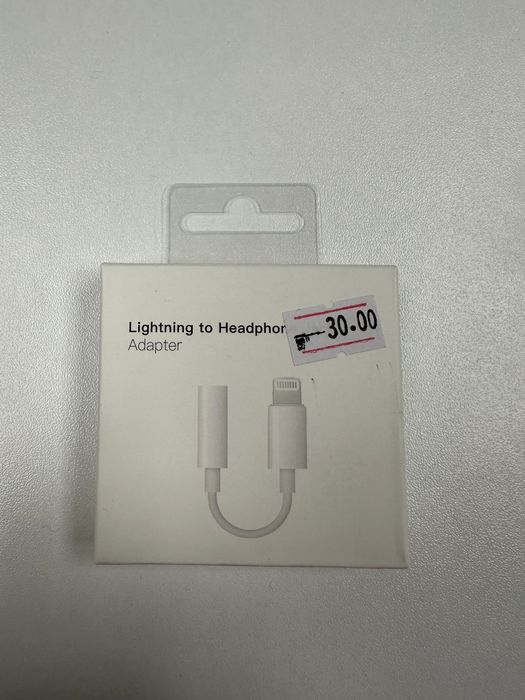 Lightning to Headphon
Adapter
30.00